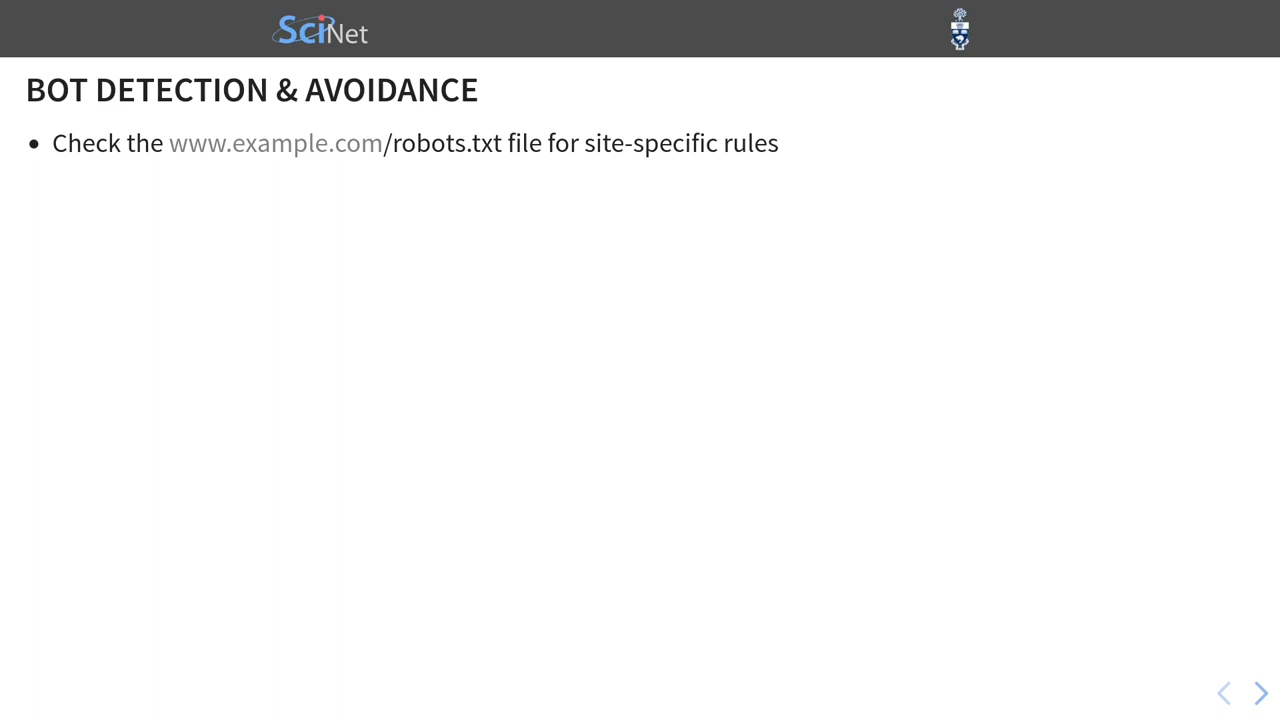 SciNet
BOT DETECTION & AVOIDANCE
• Check the www.example.com/robots.txt file for site-specific rules